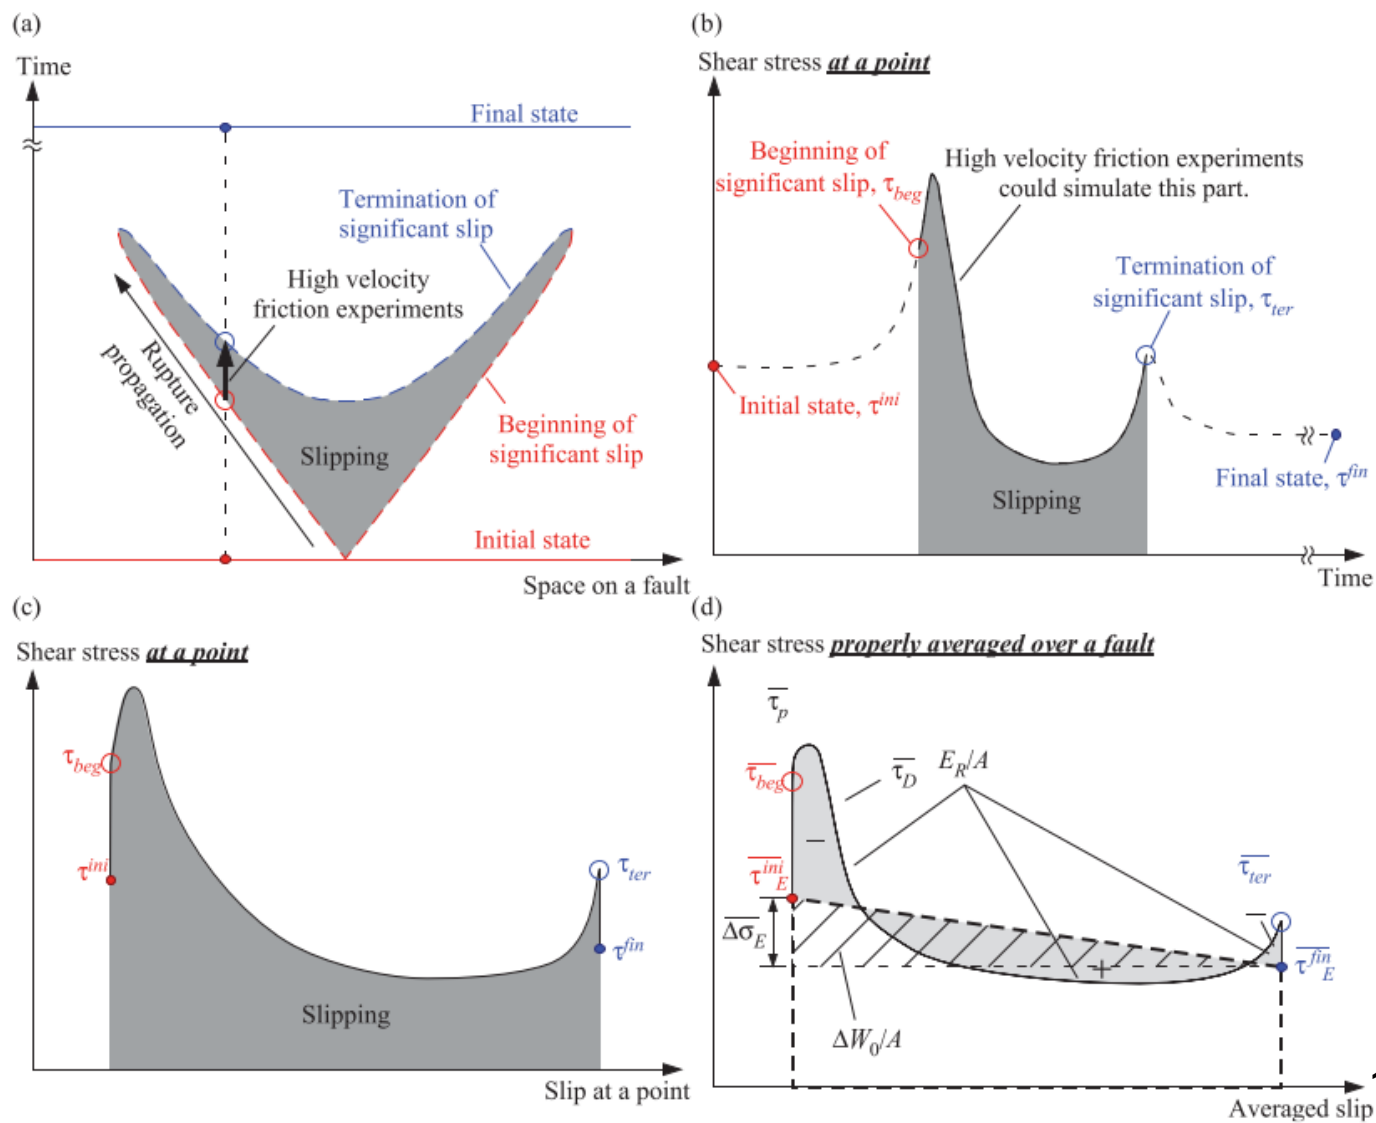 (a)
Time
Final state
Termination of
significant slip
High velocity
friction experiments
Rupture
propagation
Slipping
Beginning of
significant slip
Initial state
Space on a fault
(b)
Shear stress at a point
Beginning of
significant slip, τbeg
High velocity friction experiments
could simulate this part.
Termination of
significant slip, τter
Initial state, τini
Final state, τfin
Slipping
Time
(c)
Shear stress at a point
τbeg
τini
τter
τfin
Slipping
Slip at a point
(d)
Shear stress properly averaged over a fault
τp
τbeg
τD
ER/A
−
τiniE
τter
−
ΔσE
+
τfinE
ΔW0/A
Averaged slip